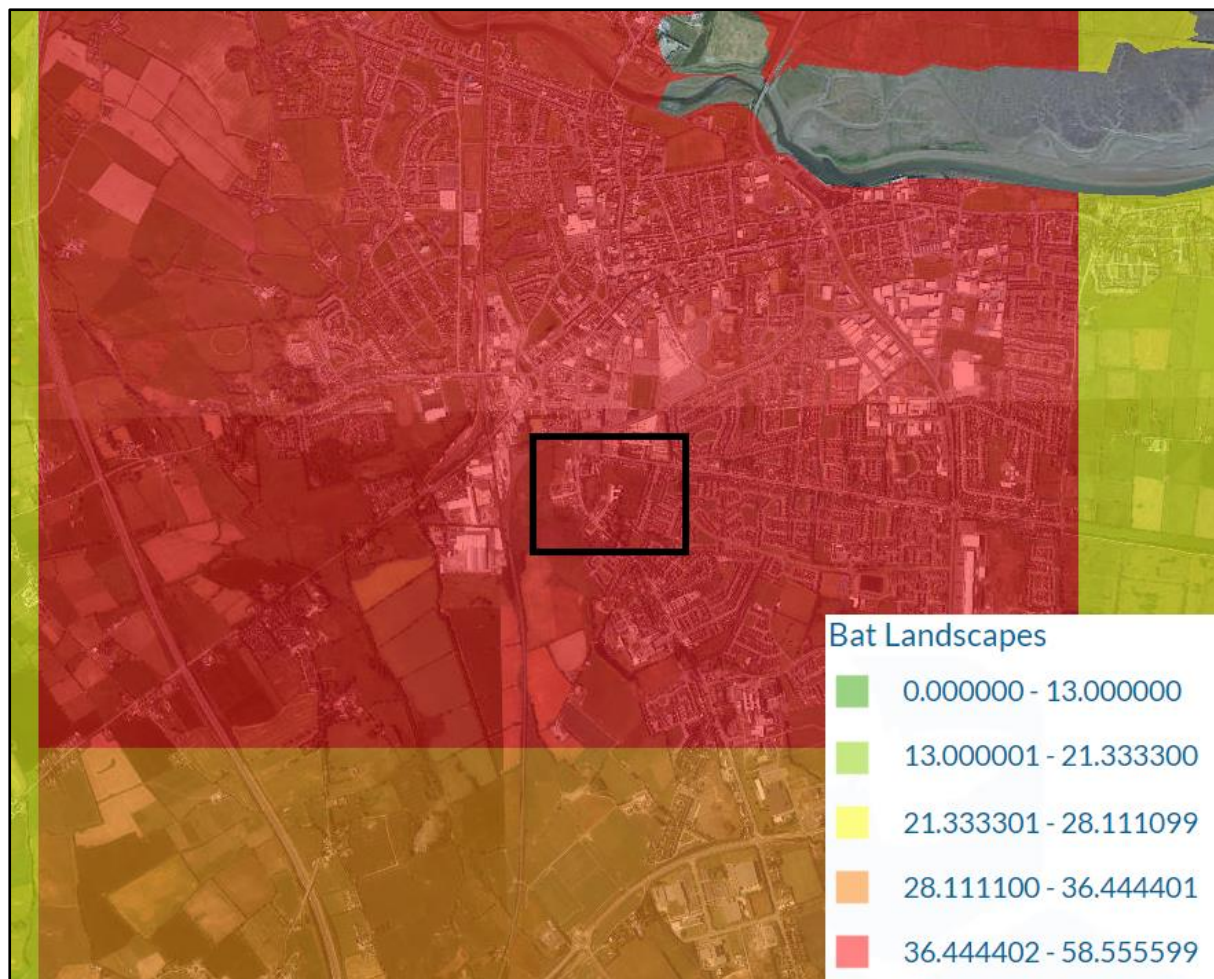 Bat Landscapes
0.000000 - 13.000000
13.000001 - 21.333300
21.333301 - 28.111099
28.111100 - 36.444401
36.444402 - 58.555599